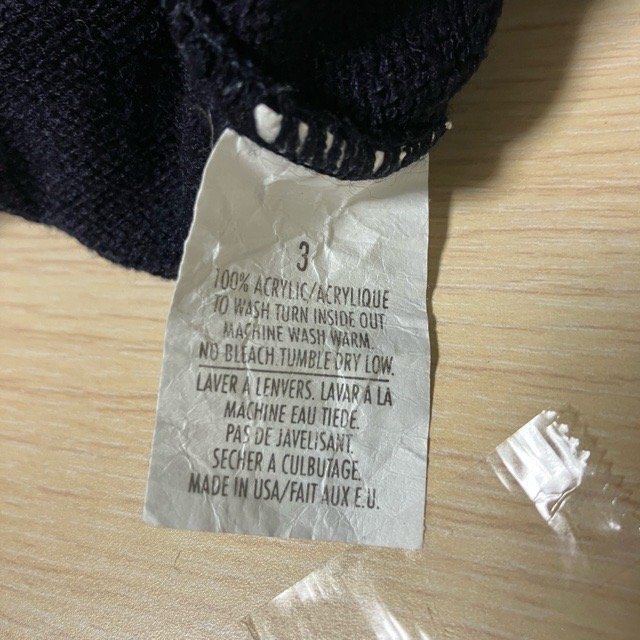 3
100% ACRYLIC/ACRYLIQUE
TO WASH TURN INSIDE OUT
MACHINE WASH WARM.
NO BLEACH TUMBLE DRY LOW.
LAVER À LENVERS. LAVAR À LÀ
MACHINE EAU TIEDE.
PAS DE JAVELISANT.
SECHER A CULBUTAGE.
MADE IN USA/FAIT AUX E.U.